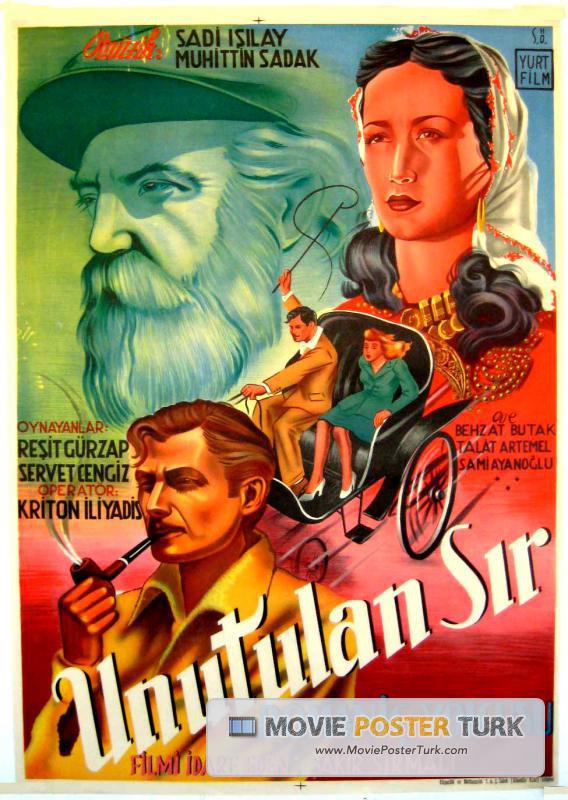 Müzik:
SADİ IŞILAY
MUHİTTİN SADAK
S.Ö.
YURT
FİLM
OYNAYANLAR:
REŞİT GÜRZAP
SERVET CENGİZ
OPERATÖR:
KRİTON İLİYADİS
ve
BEHZAT BUTAK
TALAT ARTEMEL
SAMİ AYANOĞLU
...
Unutulan Sır
FİLMİ İDARE EDEN
MOVIE POSTER TURK
www.MoviePosterTurk.com